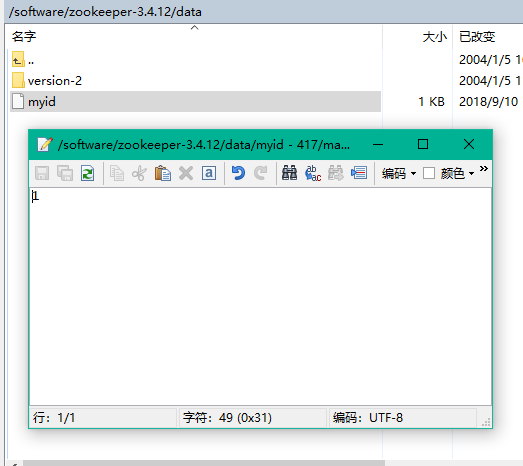 /software/zookeeper-3.4.12/data
名字 大小 已改变
.. 2004/1/5 1
version-2 2004/1/5 1
myid 1 KB 2018/9/10
/software/zookeeper-3.4.12/data/myid - 417/ma...
编码 颜色
1
行：1/1 字符：49 (0x31) 编码：UTF-8